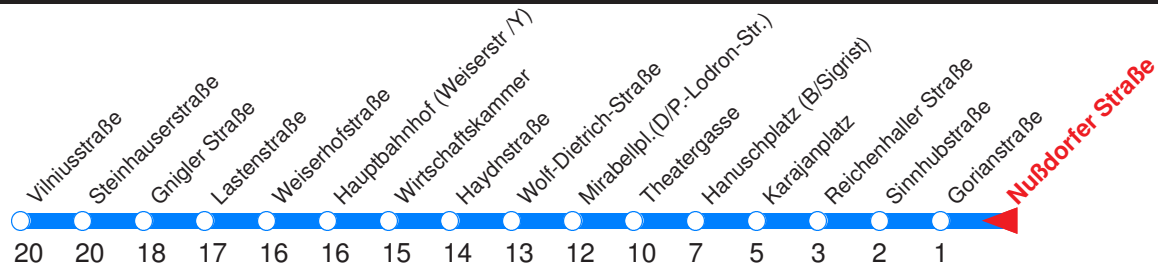 Viliusstraße
Steinhauserstraße
Gnigler Straße
Lastenstraße
Weiserhofstraße
Hauptbahnhof (Weiserstr /Y)
Wirtschaftskammer
Haydnstraße
Wolf-Dietrich-Straße
Mirabellpl.(D/P.-Lodron-Str.)
Theatergasse
Hanuschplatz (B/Sigrist)
Karajanplatz
Reichenhaller Straße
Sinnhubstraße
Gorianstraße
Nußdorfer Straße
20 20 18 17 16 16 15 14 13 12 10 7 5 3 2 1